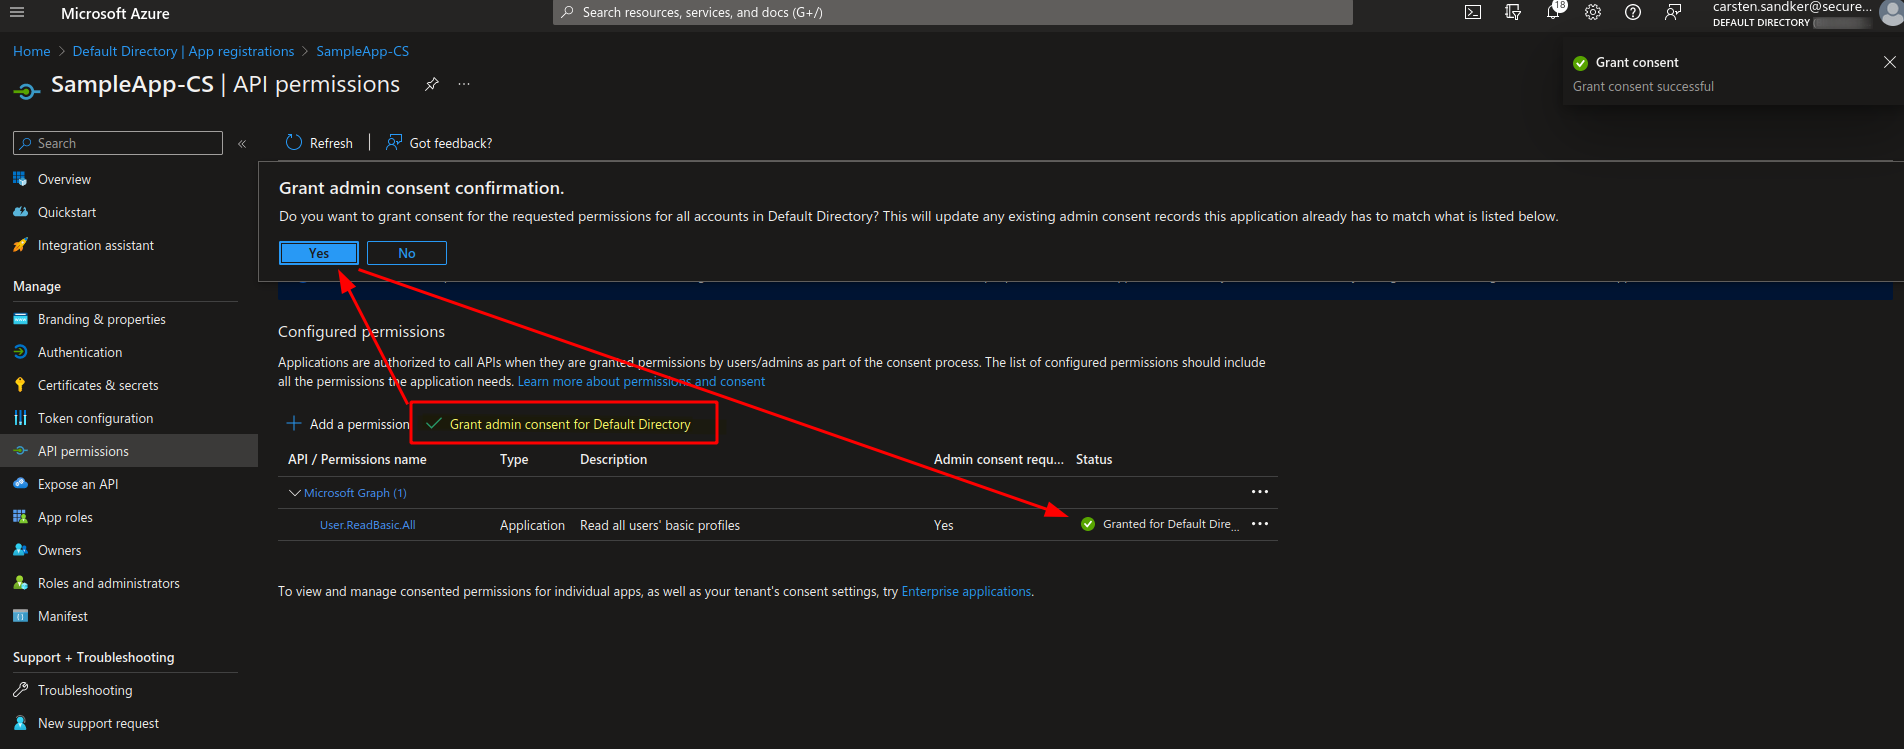 Microsoft Azure
Search resources, services, and docs (G+/)
18
carsten.sandker@secure...
DEFAULT DIRECTORY
Home > Default Directory | App registrations > SampleApp-CS
SampleApp-CS | API permissions
...
Grant consent
Grant consent successful
Search
«
Refresh
Got feedback?
Overview
Quickstart
Integration assistant
Manage
Branding & properties
Authentication
Certificates & secrets
Token configuration
API permissions
Expose an API
App roles
Owners
Roles and administrators
Manifest
Support + Troubleshooting
Troubleshooting
New support request
Grant admin consent confirmation.
Do you want to grant consent for the requested permissions for all accounts in Default Directory? This will update any existing admin consent records this application already has to match what is listed below.
Yes
No
Configured permissions
Applications are authorized to call APIs when they are granted permissions by users/admins as part of the consent process. The list of configured permissions should include
all the permissions the application needs. Learn more about permissions and consent
Add a permission
Grant admin consent for Default Directory
API / Permissions name Type Description Admin consent requ... Status
Microsoft Graph (1) ...
User.ReadBasic.All Application Read all users' basic profiles Yes Granted for Default Dire... ...
To view and manage consented permissions for individual apps, as well as your tenant's consent settings, try Enterprise applications.